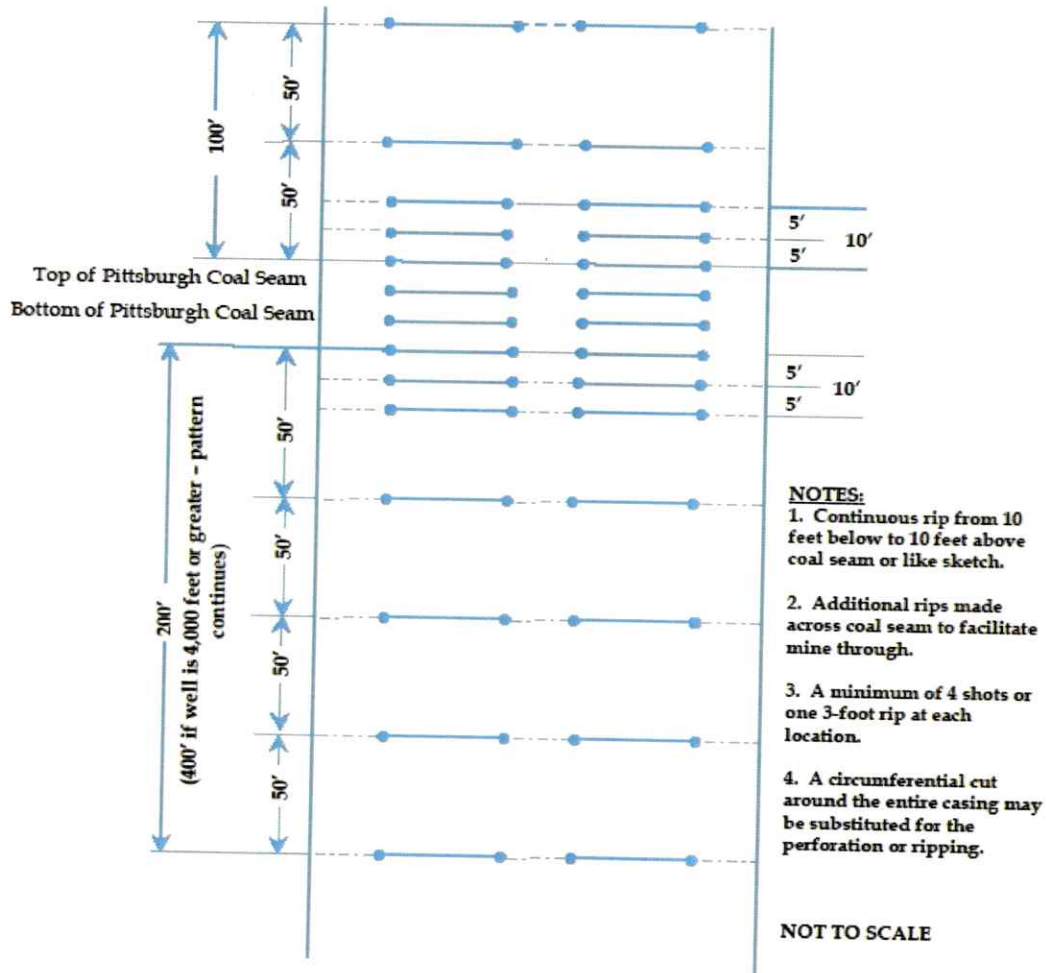 100'
50'
50'
5'
10'
5'
Top of Pittsburgh Coal Seam
Bottom of Pittsburgh Coal Seam
5'
10'
5'
200'
(400' if well is 4,000 feet or greater – pattern
continues)
50'
50'
50'
50'
NOTES:
1. Continuous rip from 10
feet below to 10 feet above
coal seam or like sketch.
2. Additional rips made
across coal seam to facilitate
mine through.
3. A minimum of 4 shots or
one 3-foot rip at each
location.
4. A circumferential cut
around the entire casing may
be substituted for the
perforation or ripping.
NOT TO SCALE